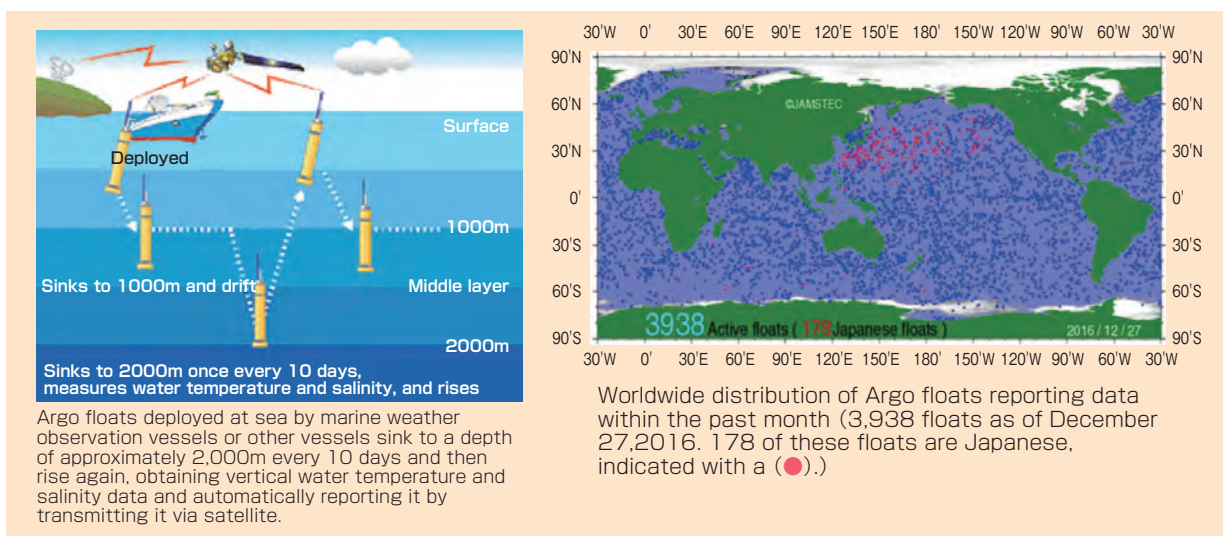 Surface
Deployed
1000m
Sinks to 1000m and drift
Middle layer
2000m
Sinks to 2000m once every 10 days,
measures water temperature and salinity, and rises
Argo floats deployed at sea by marine weather
observation vessels or other vessels sink to a depth
of approximately 2,000m every 10 days and then
rise again, obtaining vertical water temperature and
salinity data and automatically reporting it by
transmitting it via satellite.
30'W 0' 30'E 60'E 90'E 120'E 150'E 180' 150'W 120'W 90'W 60'W 30'W
90'N 90'N
60'N 60'N
©JAMSTEC
30'N 30'N
0' 0'
30'S 30'S
60'S 60'S
3938 Active floats ( 178 Japanese floats ) 2016 / 12 / 27
90'S 90'S
30'W 0' 30'E 60'E 90'E 120'E 150'E 180' 150'W 120'W 90'W 60'W 30'W
Worldwide distribution of Argo floats reporting data
within the past month (3,938 floats as of December
27,2016. 178 of these floats are Japanese,
indicated with a (●).)